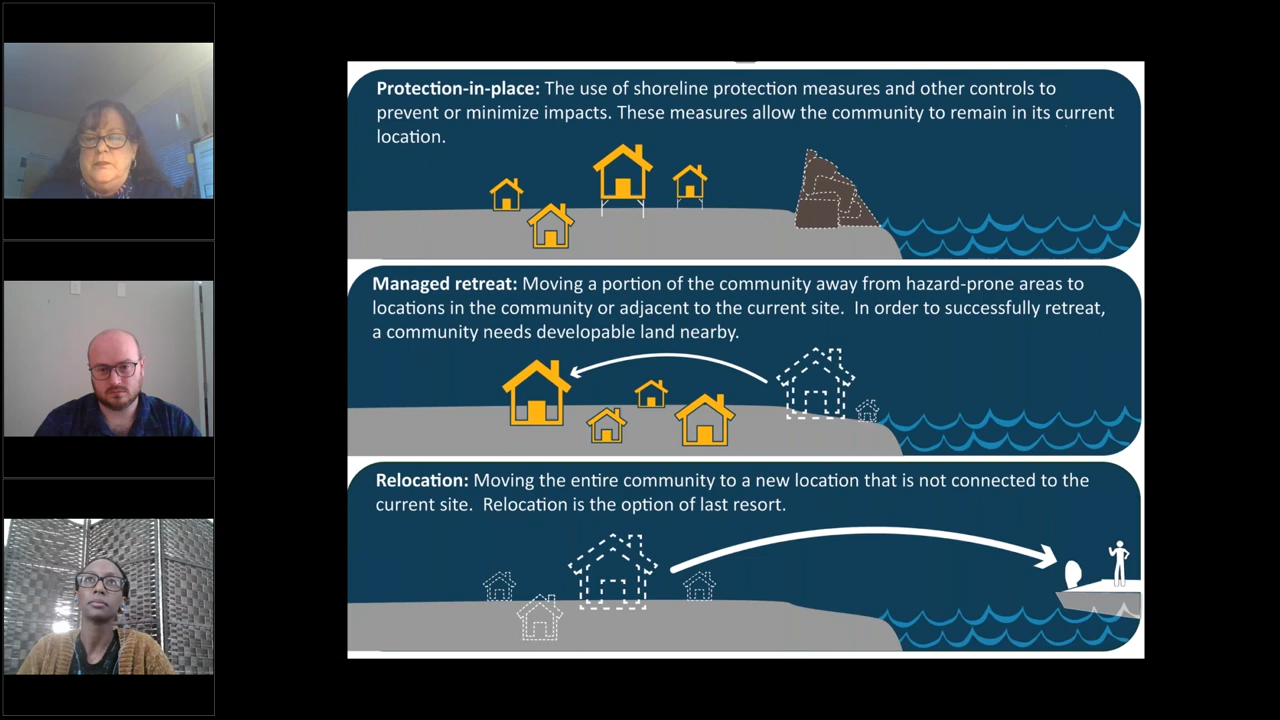 Protection-in-place: The use of shoreline protection measures and other controls to
prevent or minimize impacts. These measures allow the community to remain in its current
location.
Managed retreat: Moving a portion of the community away from hazard-prone areas to
locations in the community or adjacent to the current site.  In order to successfully retreat,
a community needs developable land nearby.
Relocation: Moving the entire community to a new location that is not connected to the
current site.  Relocation is the option of last resort.